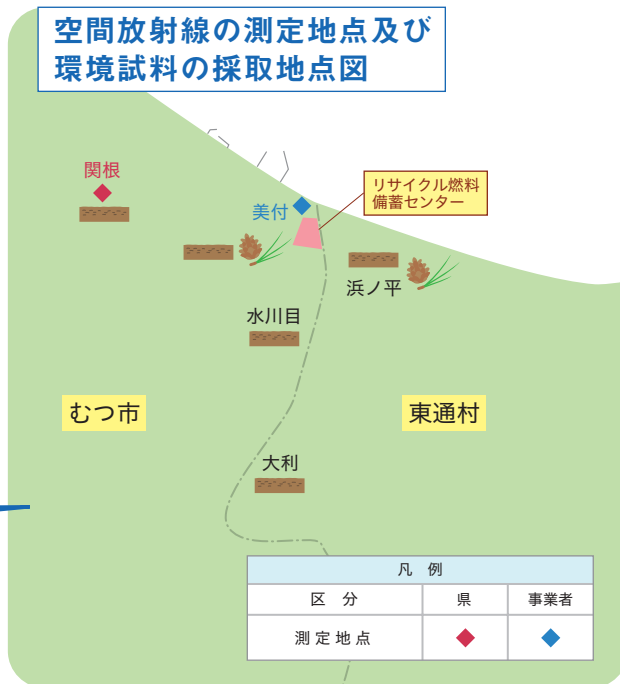 空間放射線の測定地点及び
環境試料の採取地点図
関根
リサイクル燃料
備蓄センター
美付
浜ノ平
水川目
むつ市
東通村
大利
凡 例
区 分 県 事業者
測定地点